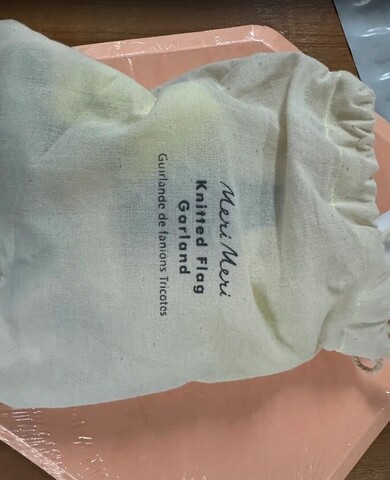 Meri Meri
Knitted Flag
Garland
Guirlande de fanions Tricotés